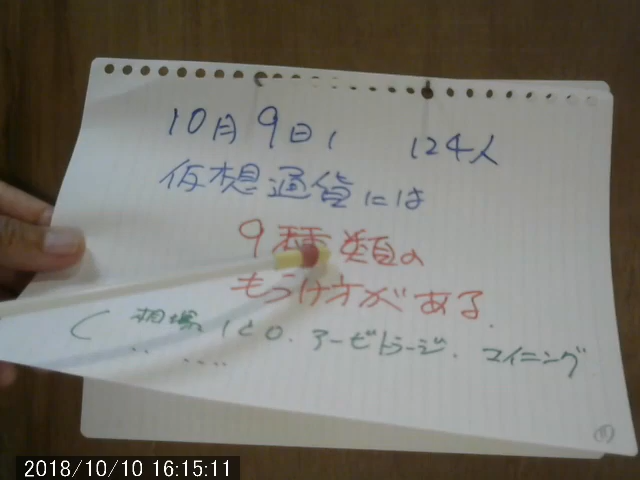 10月9日( 124人
仮想通貨には
9種類の
もうけ方がある.
( 相場, ICO. アービトラージ. マイニング
‥ ‥‥
(1)
2018/10/10 16:15:11